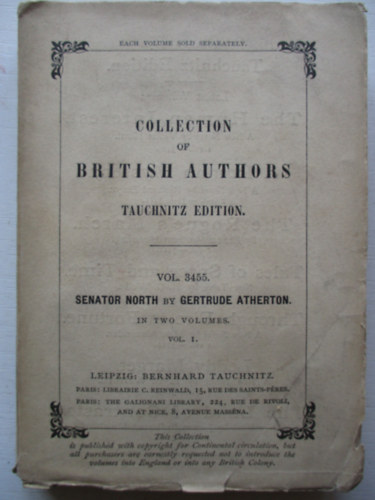 EACH VOLUME SOLD SEPARATELY.
COLLECTION
OF
BRITISH AUTHORS
TAUCHNITZ EDITION.
VOL. 3455.
SENATOR NORTH BY GERTRUDE ATHERTON.
IN TWO VOLUMES.
VOL. I.
LEIPZIG: BERNHARD TAUCHNITZ.
PARIS: LIBRAIRIE C. REINWALD, 15, RUE DES SAINTS-PÈRES.
PARIS: THE GALIGNANI LIBRARY, 224, RUE DE RIVOLI,
AND AT NICE, 8, AVENUE MASSÉNA.
This Collection
is published with copyright for Continental circulation, but
all purchasers are earnestly requested not to introduce the
volumes into England or into any British Colony.